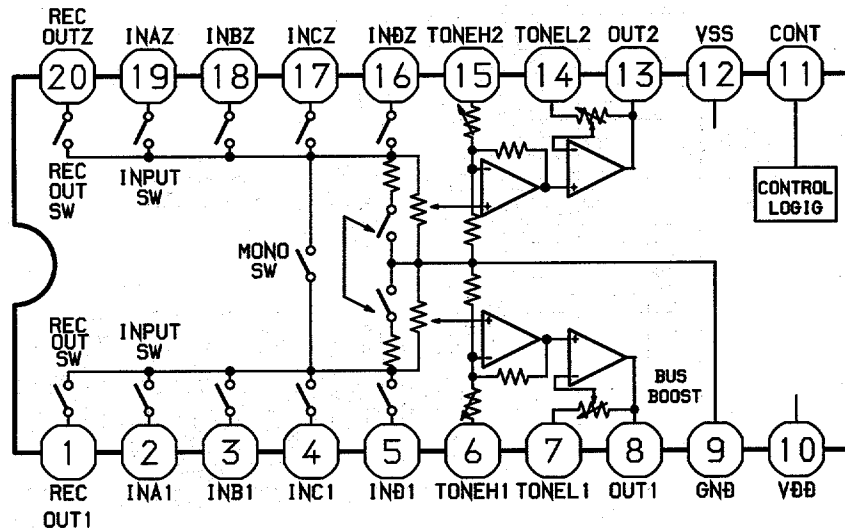 REC
OUTZ INAZ INBZ INCZ INDZ TONEH2 TONEL2 OUT2 VSS CONT
20 19 18 17 16 15 14 13 12 11
REC
OUT
SW
INPUT
SW
CONTROL
LOGIG
MONO
SW
REC
OUT
SW
INPUT
SW
BUS
BOOST
1 2 3 4 5 6 7 8 9 10
REC
OUT1 INA1 INB1 INC1 IND1 TONEH1 TONEL1 OUT1 GND VDD